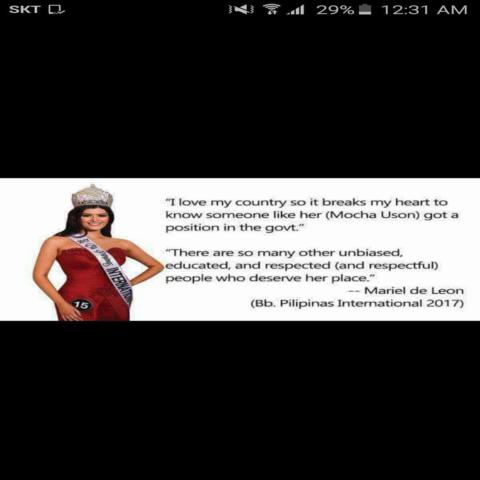 SKT 29% 12:31 AM
"I love my country so it breaks my heart to
know someone like her (Mocha Uson) got a
position in the govt."
"There are so many other unbiased,
educated, and respected (and respectful)
people who deserve her place."
-- Mariel de Leon
(Bb. Pilipinas International 2017)
Bb. Pilipinas INTERNATIONAL
15